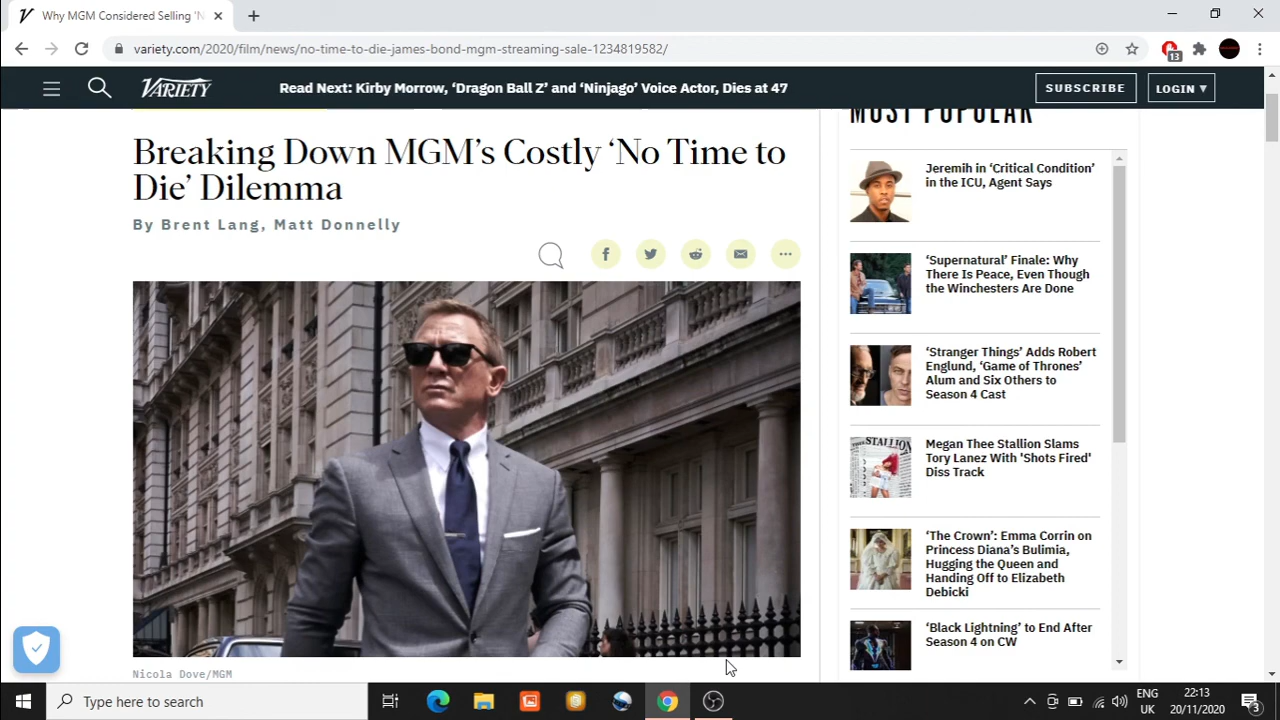 Why MGM Considered Selling 'N
variety.com/2020/film/news/no-time-to-die-james-bond-mgm-streaming-sale-1234819582/
13
VARIETY
Read Next: Kirby Morrow, ‘Dragon Ball Z’ and ‘Ninjago’ Voice Actor, Dies at 47
SUBSCRIBE
LOGIN ▾
Breaking Down MGM’s Costly ‘No Time to
Die’ Dilemma
By Brent Lang, Matt Donnelly
Nicola Dove/MGM
MOST POPULAR
Jeremih in ‘Critical Condition’
in the ICU, Agent Says
‘Supernatural’ Finale: Why
There Is Peace, Even Though
the Winchesters Are Done
‘Stranger Things’ Adds Robert
Englund, ‘Game of Thrones’
Alum and Six Others to
Season 4 Cast
STALLION
Megan Thee Stallion Slams
Tory Lanez With 'Shots Fired'
Diss Track
‘The Crown’: Emma Corrin on
Princess Diana’s Bulimia,
Hugging the Queen and
Handing Off to Elizabeth
Debicki
‘Black Lightning’ to End After
Season 4 on CW
Type here to search
ENG
UK
22:13
20/11/2020
3